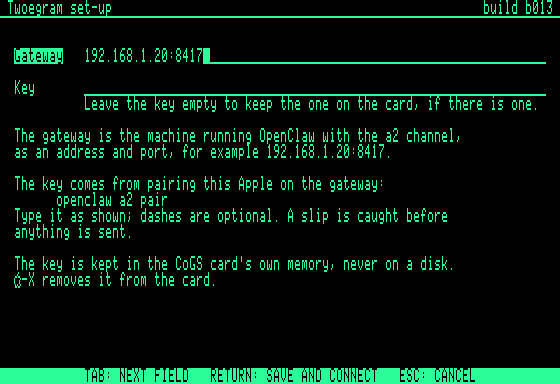 Twoegram set-up build b013
Gateway 192.168.1.20:8417
Key
Leave the key empty to keep the one on the card, if there is one.
The gateway is the machine running OpenClaw with the a2 channel,
as an address and port, for example 192.168.1.20:8417.
The key comes from pairing this Apple on the gateway:
openclaw a2 pair
Type it as shown; dashes are optional. A slip is caught before
anything is sent.
The key is kept in the CoGS card's own memory, never on a disk.
-X removes it from the card.
TAB: NEXT FIELD RETURN: SAVE AND CONNECT ESC: CANCEL